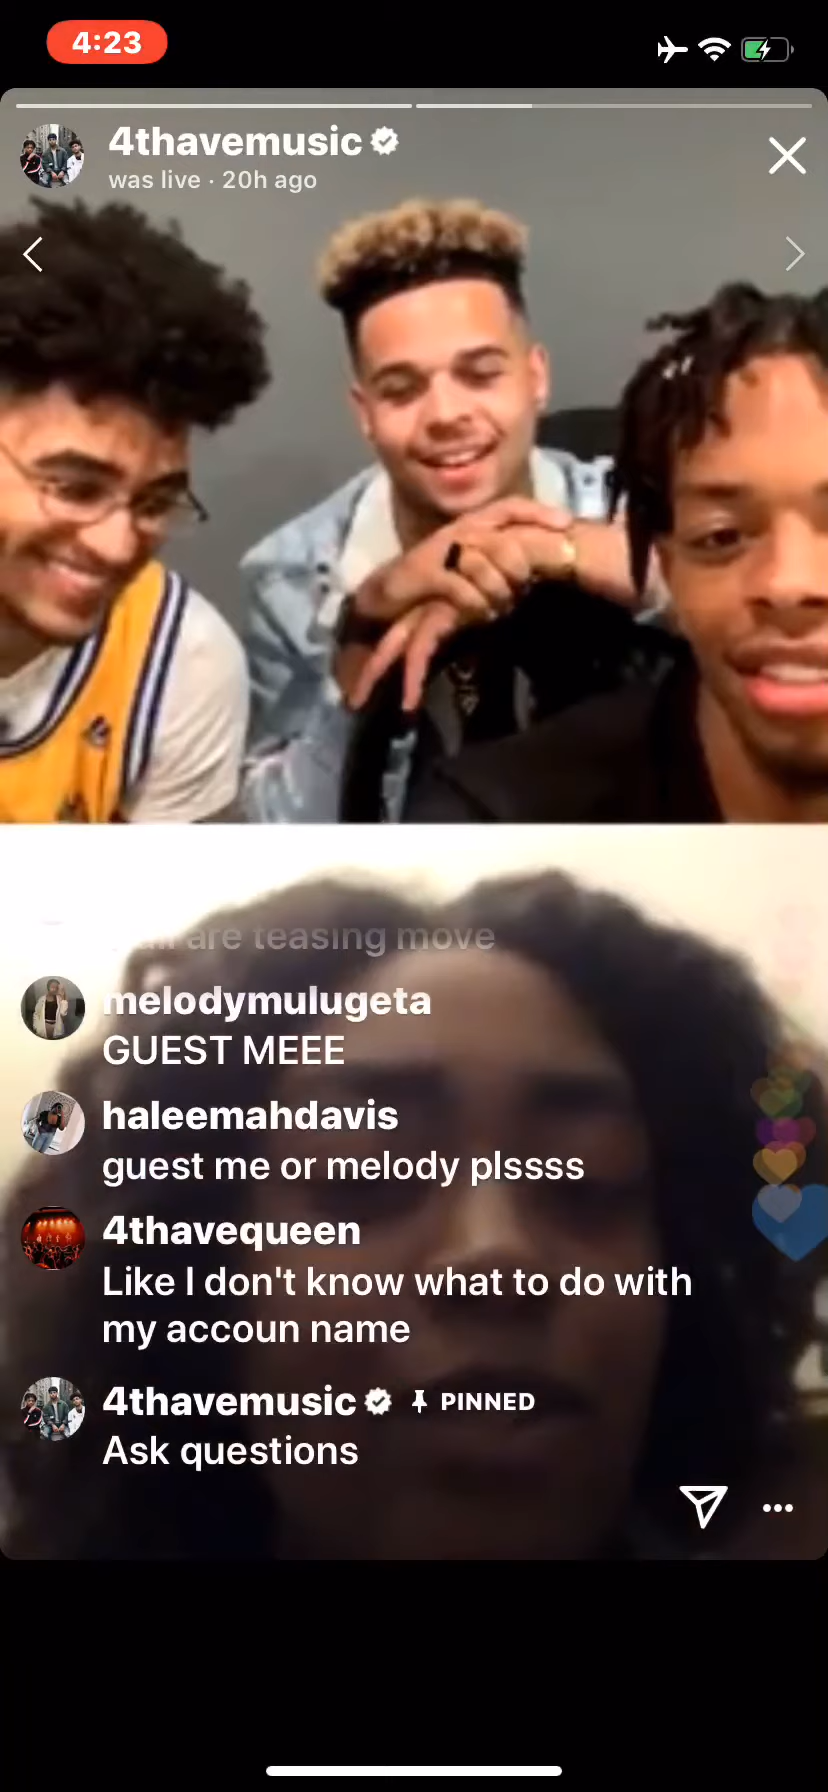 4:23
4thavemusic
was live · 20h ago
are teasing move
melodymulugeta
GUEST MEEE
haleemahdavis
guest me or melody plssss
4thavequeen
Like I don't know what to do with
my accoun name
4thavemusic PINNED
Ask questions